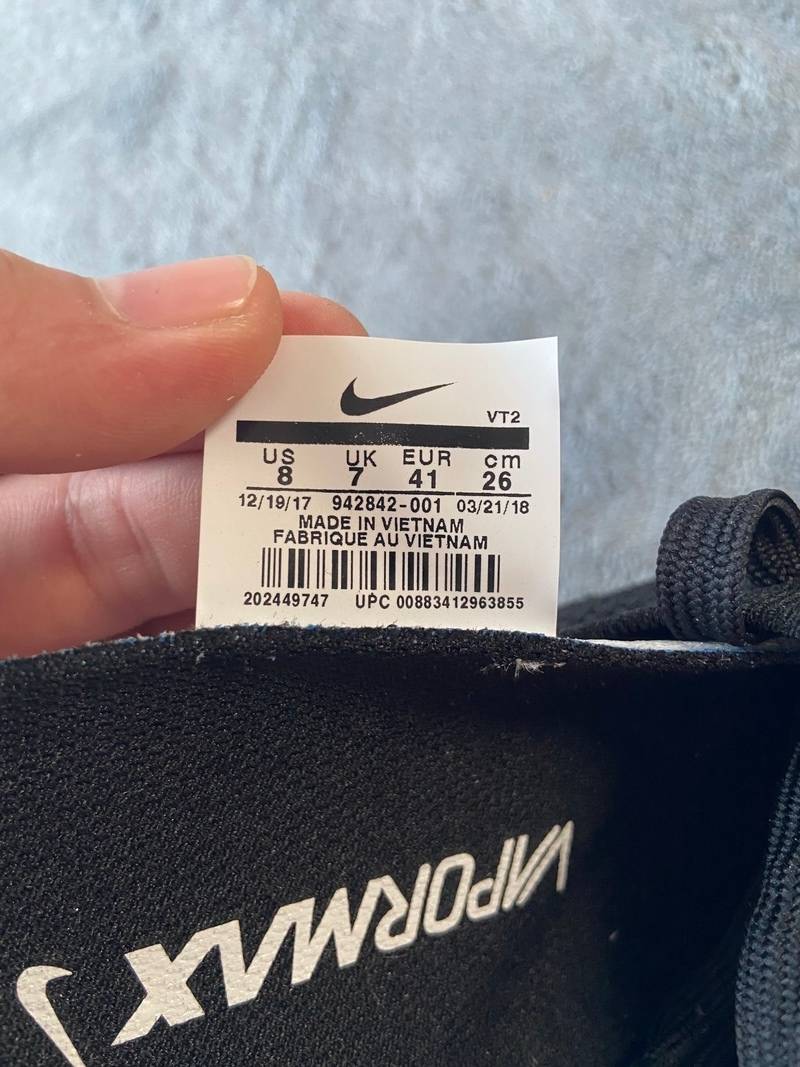 VT2
US UK EUR cm
8 7 41 26
12/19/17 942842-001 03/21/18
MADE IN VIETNAM
FABRIQUE AU VIETNAM
202449747 UPC 00883412963855
VAPORMAX